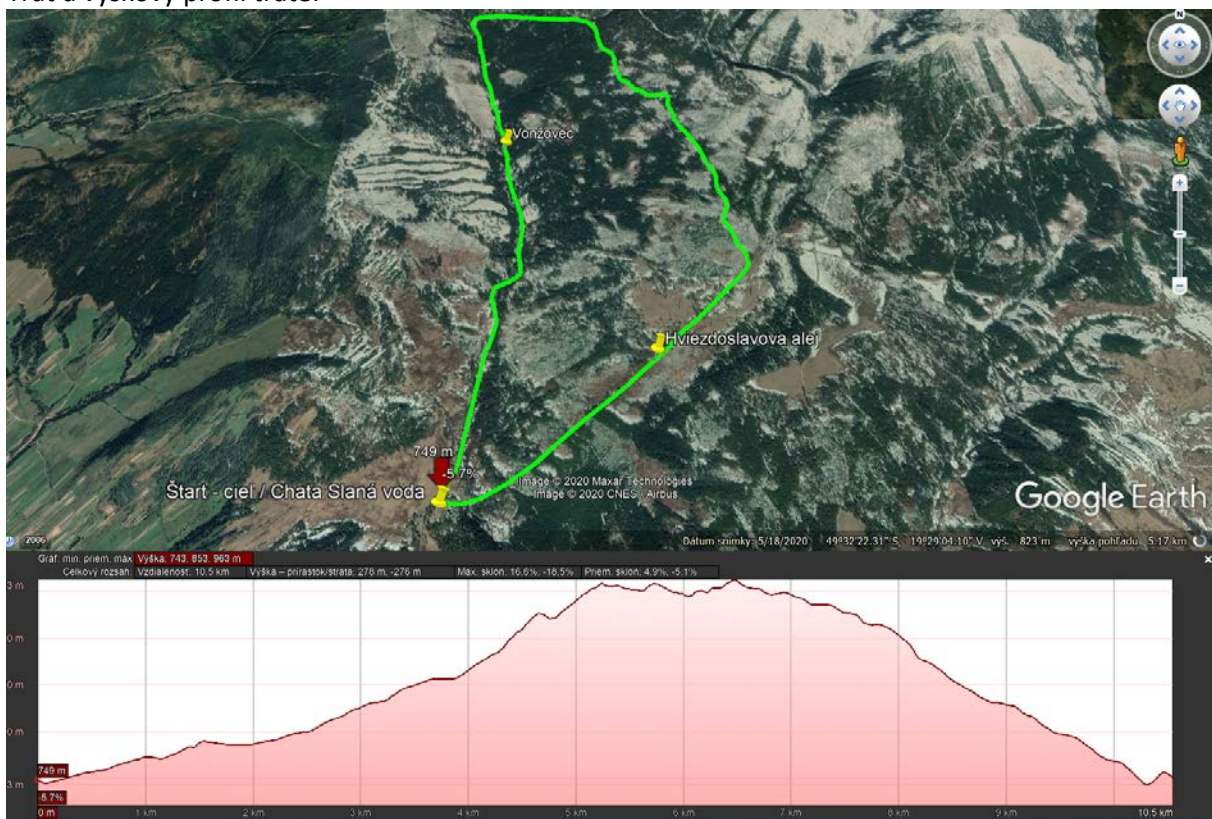 N
Vonžovec
Hviezdoslavova alej
749 m
-5.7%
Štart - cieľ / Chata Slaná voda
Image © 2020 Maxar Technologies
Image © 2020 CNES / Airbus
Google Earth
2006
Dátum snímky: 5/18/2020 49°32'22.31" S, 19°29'04.10" V výš. 823 m výška pohľadu 5.17 km
Graf: min, priem, max Výška: 743, 853, 963 m
Celkový rozsah: Vzdialenosť: 10.5 km Výška – prírastok/strata: 278 m, -276 m Max. sklon: 16.6%, -18.5% Priem. sklon: 4.9%, -5.1%
749 m
-5.7%
0 m 1 km 2 km 3 km 4 km 5 km 6 km 7 km 8 km 9 km 10.5 km